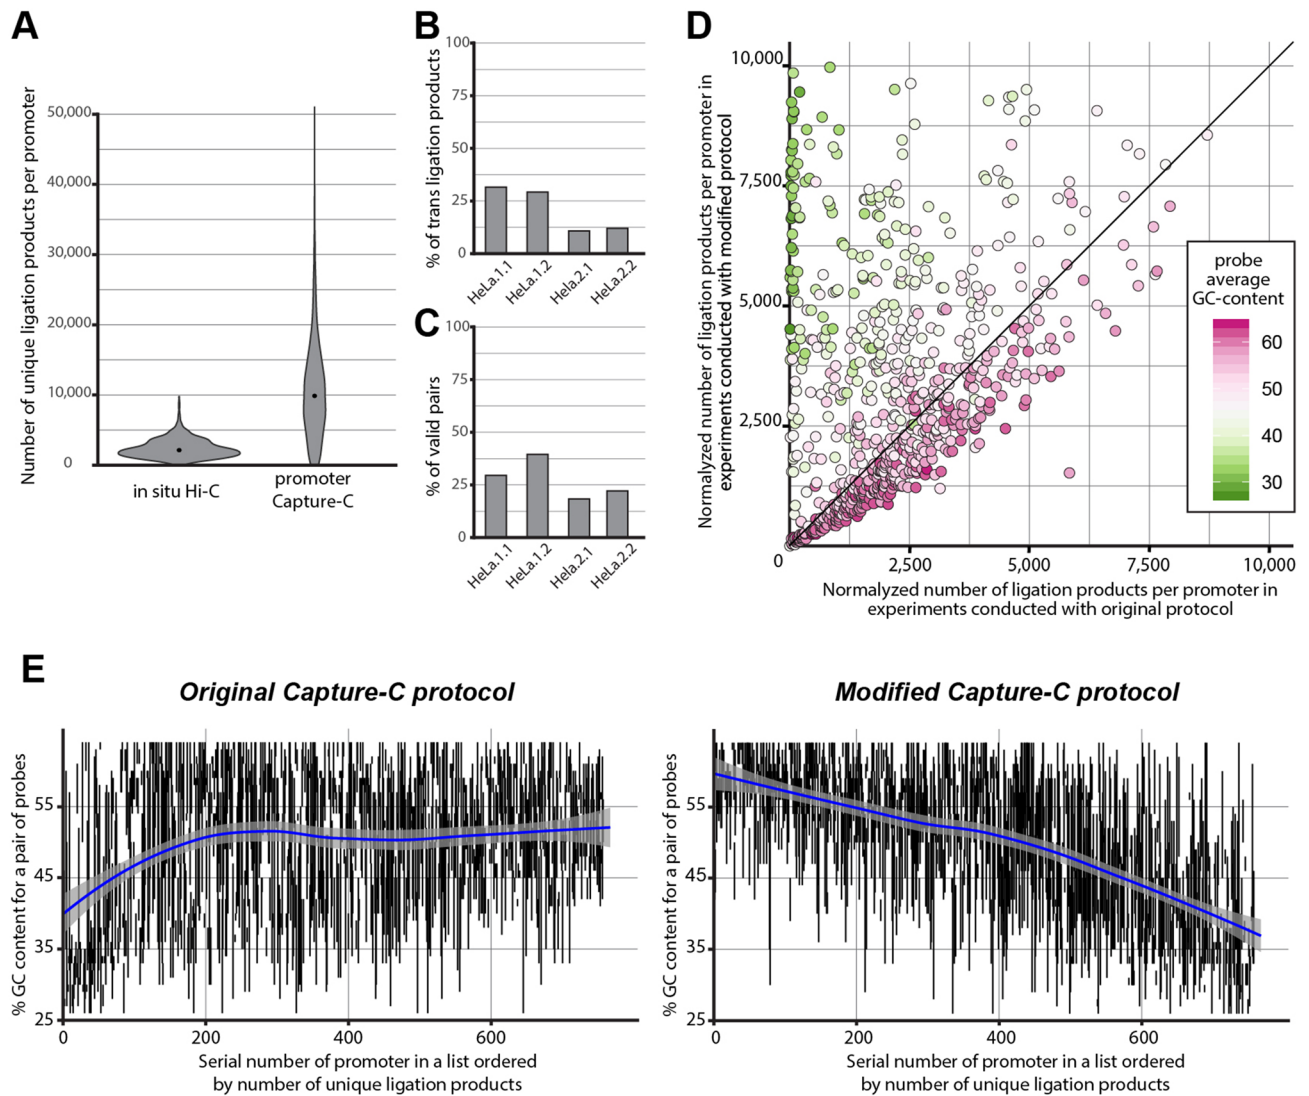 A
Number of unique ligation products per promoter
50,000
40,000
30,000
20,000
10,000
0
in situ Hi-C
promoter
Capture-C
B
% of trans ligation products
100
75
50
25
0
HeLa.1.1
HeLa.1.2
HeLa.2.1
HeLa.2.2
C
% of valid pairs
100
75
50
25
0
HeLa.1.1
HeLa.1.2
HeLa.2.1
HeLa.2.2
D
Normalized number of ligation products per promoter in
experiments conducted with modified protocol
10,000
7,500
5,000
2,500
0
2,500
5,000
7,500
10,000
Normalized number of ligation products per promoter in
experiments conducted with original protocol
probe
average
GC-content
60
50
40
30
E
Original Capture-C protocol
% GC content for a pair of probes
55
45
35
25
0
200
400
600
Serial number of promoter in a list ordered
by number of unique ligation products
Modified Capture-C protocol
% GC content for a pair of probes
55
45
35
25
0
200
400
600
Serial number of promoter in a list ordered
by number of unique ligation products